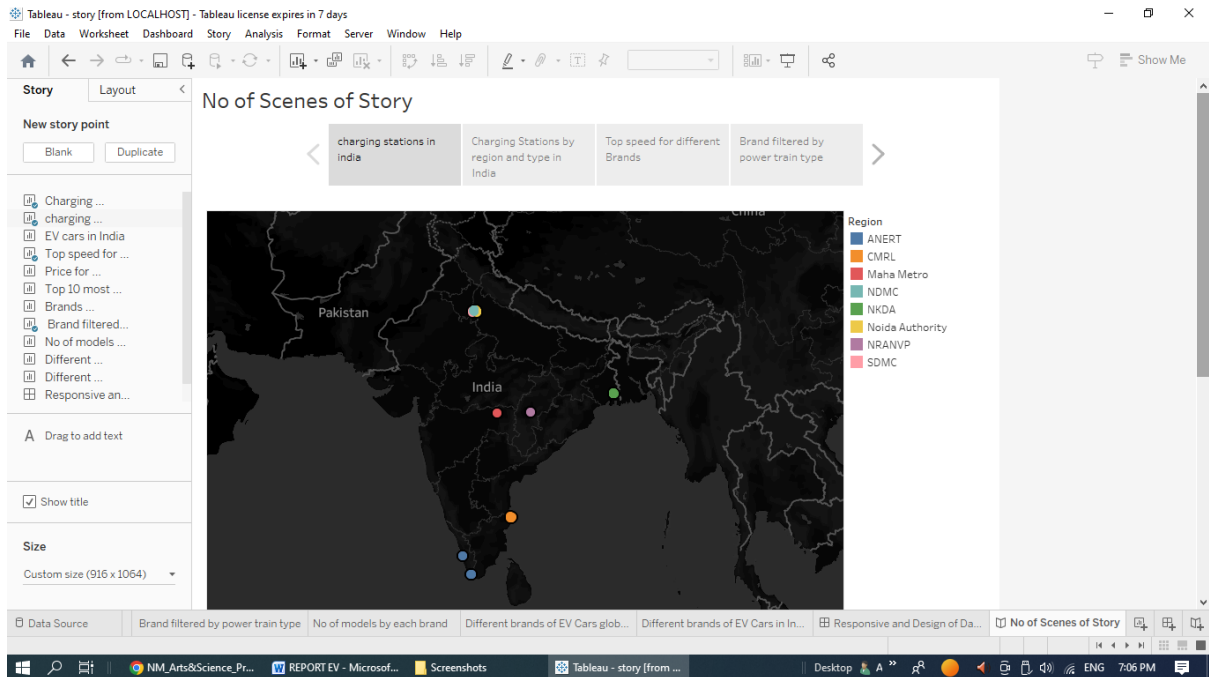 Tableau - story [from LOCALHOST] - Tableau license expires in 7 days
File Data Worksheet Dashboard Story Analysis Format Server Window Help
Show Me
Story Layout
New story point
Blank Duplicate
Charging ...
charging ...
EV cars in India
Top speed for ...
Price for ...
Top 10 most ...
Brands ...
Brand filtered...
No of models ...
Different ...
Different ...
Responsive an...
A Drag to add text
Show title
Size
Custom size (916 x 1064)
No of Scenes of Story
charging stations in
india
Charging Stations by
region and type in
India
Top speed for different
Brands
Brand filtered by
power train type
China
Pakistan
India
Region
ANERT
CMRL
Maha Metro
NDMC
NKDA
Noida Authority
NRANVP
SDMC
Data Source Brand filtered by power train type No of models by each brand Different brands of EV Cars glob... Different brands of EV Cars in In... Responsive and Design of Da... No of Scenes of Story
NM_Arts&Science_Pr... REPORT EV - Microsof... Screenshots Tableau - story [from ... Desktop A ENG 7:06 PM